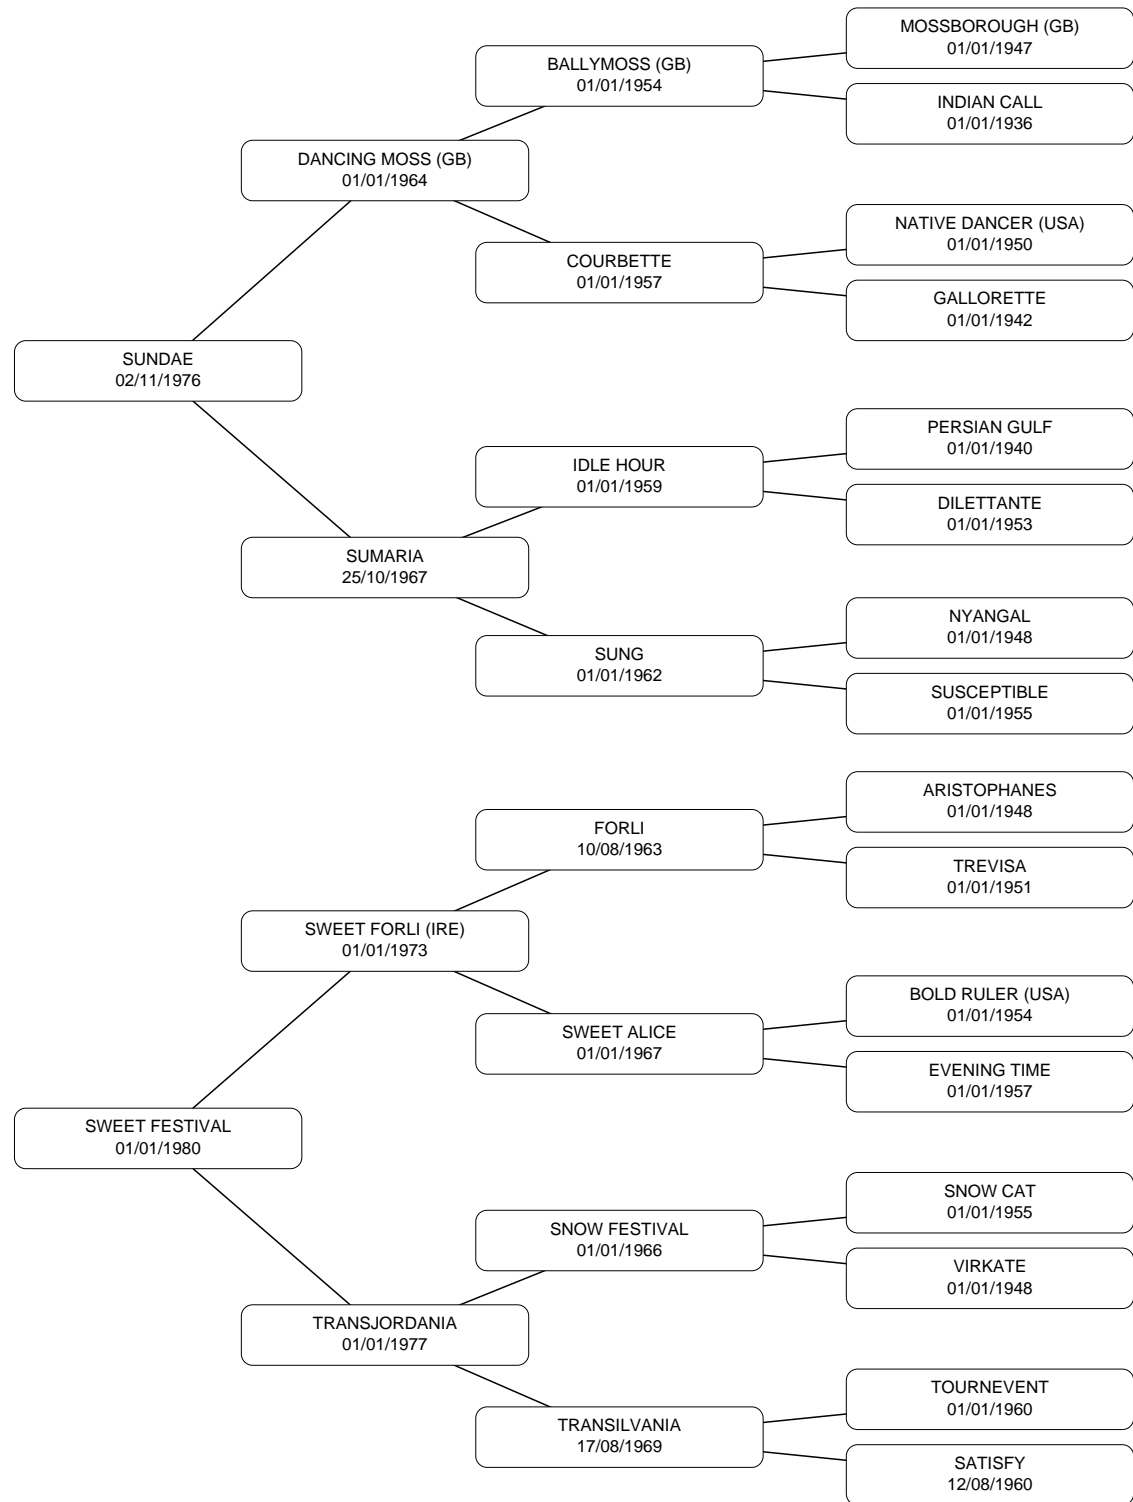 MOSSBOROUGH (GB)
01/01/1947
BALLYMOSS (GB)
01/01/1954
INDIAN CALL
01/01/1936
DANCING MOSS (GB)
01/01/1964
NATIVE DANCER (USA)
01/01/1950
COURBETTE
01/01/1957
GALLORETTE
01/01/1942
SUNDAE
02/11/1976
PERSIAN GULF
01/01/1940
IDLE HOUR
01/01/1959
DILETTANTE
01/01/1953
SUMARIA
25/10/1967
NYANGAL
01/01/1948
SUNG
01/01/1962
SUSCEPTIBLE
01/01/1955
ARISTOPHANES
01/01/1948
FORLI
10/08/1963
TREVISA
01/01/1951
SWEET FORLI (IRE)
01/01/1973
BOLD RULER (USA)
01/01/1954
SWEET ALICE
01/01/1967
EVENING TIME
01/01/1957
SWEET FESTIVAL
01/01/1980
SNOW CAT
01/01/1955
SNOW FESTIVAL
01/01/1966
VIRKATE
01/01/1948
TRANSJORDANIA
01/01/1977
TOURNEVENT
01/01/1960
TRANSILVANIA
17/08/1969
SATISFY
12/08/1960